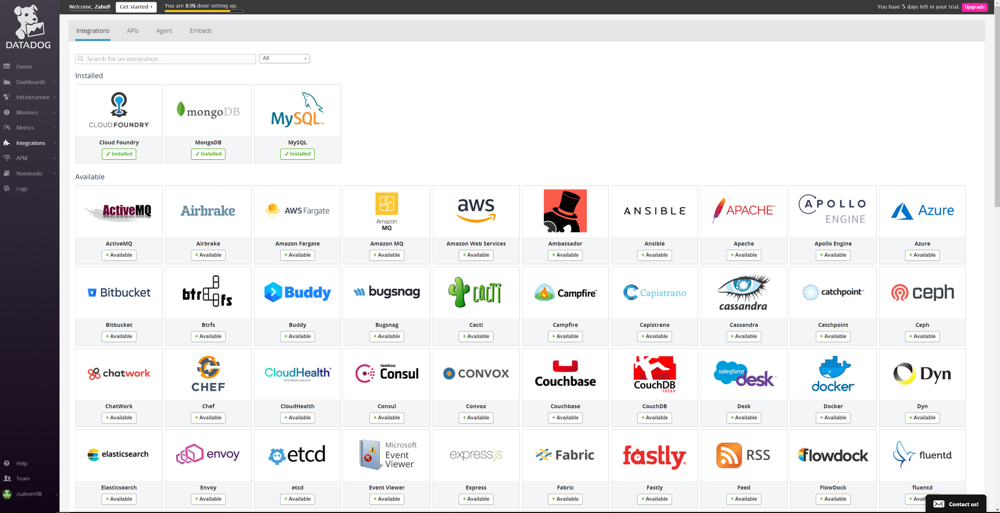 DATADOG
Welcome, Zahid!
Get started
You are 83% done setting up.
You have 5 days left in your trial.
Upgrade
Events
Dashboards
Infrastructure
Monitors
Metrics
Integrations
APM
Notebooks
Logs
Help
Team
zsaleem98
Integrations APIs Agent Embeds
Search for an integration...
All
Installed
CLOUD FOUNDRY mongoDB MySQL™
Cloud Foundry MongoDB MySQL
✓ Installed ✓ Installed ✓ Installed
Available
ActiveMQ Airbrake AWS Fargate Amazon MQ aws ANSIBLE APACHE® APOLLO ENGINE Azure
ActiveMQ Airbrake Amazon Fargate Amazon MQ Amazon Web Services Ambassador Ansible Apache Apollo Engine Azure
+ Available + Available + Available + Available + Available + Available + Available + Available + Available + Available
Bitbucket btrfs Buddy bugsnag cacti Campfire™ Capistrano cassandra catchpoint™ ceph
Bitbucket Btrfs Buddy Bugsnag Cacti Campfire Capistrano Cassandra Catchpoint Ceph
+ Available + Available + Available + Available + Available + Available + Available + Available + Available + Available
chatwork CHEF CloudHealth® TECHNOLOGIES HashiCorp Consul CONVOX Couchbase CouchDB relax salesforce desk™ docker Dyn
ChatWork Chef CloudHealth Consul Convox Couchbase CouchDB Desk Docker Dyn
+ Available + Available + Available + Available + Available + Available + Available + Available + Available + Available
elasticsearch envoy etcd Microsoft Event Viewer expressjs Fabric fastly® RSS flowdock fluentd
Elasticsearch Envoy etcd Event Viewer Express Fabric Fastly Feed FlowDock fluentd
+ Available + Available + Available + Available + Available + Available + Available + Available + Available + Avail
Contact us!